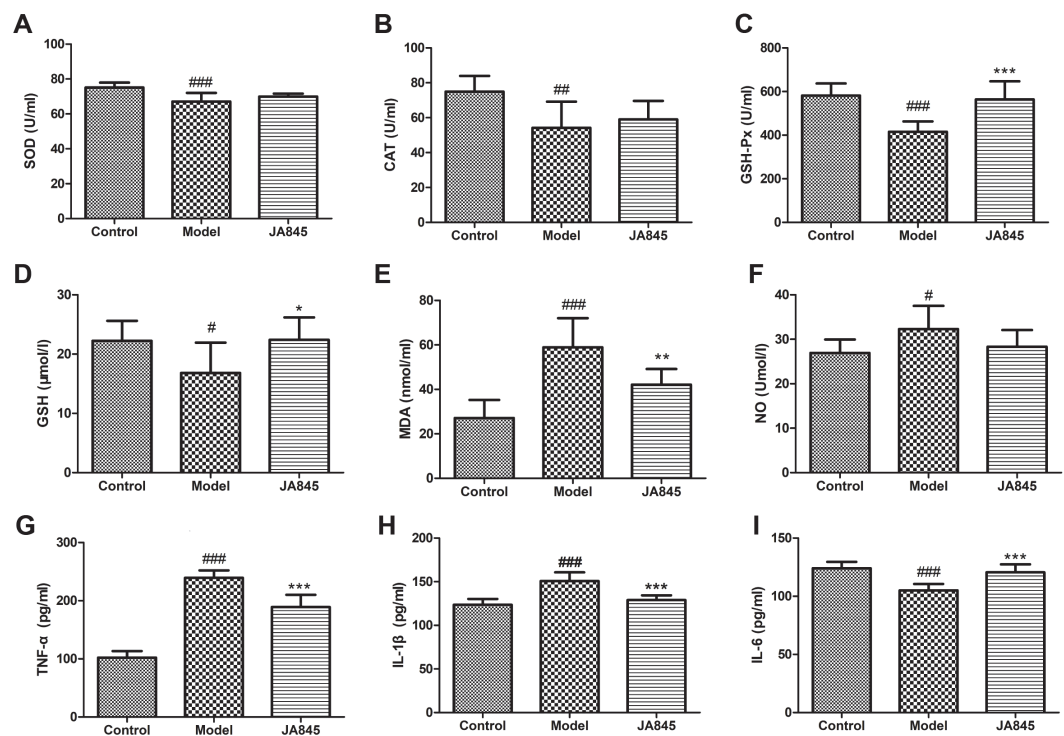 A
SOD (U/ml)
100
80
60
40
20
0
###
Control Model JA845
B
CAT (U/ml)
100
80
60
40
20
0
##
Control Model JA845
C
GSH-Px (U/ml)
800
600
400
200
0
###
***
Control Model JA845
D
GSH (μmol/l)
30
20
10
0
#
*
Control Model JA845
E
MDA (nmol/ml)
80
60
40
20
0
###
**
Control Model JA845
F
NO (Umol/l)
40
30
20
10
0
#
Control Model JA845
G
TNF-α (pg/ml)
300
200
100
0
###
***
Control Model JA845
H
IL-1β (pg/ml)
200
150
100
50
0
###
***
Control Model JA845
I
IL-6 (pg/ml)
150
100
50
0
###
***
Control Model JA845